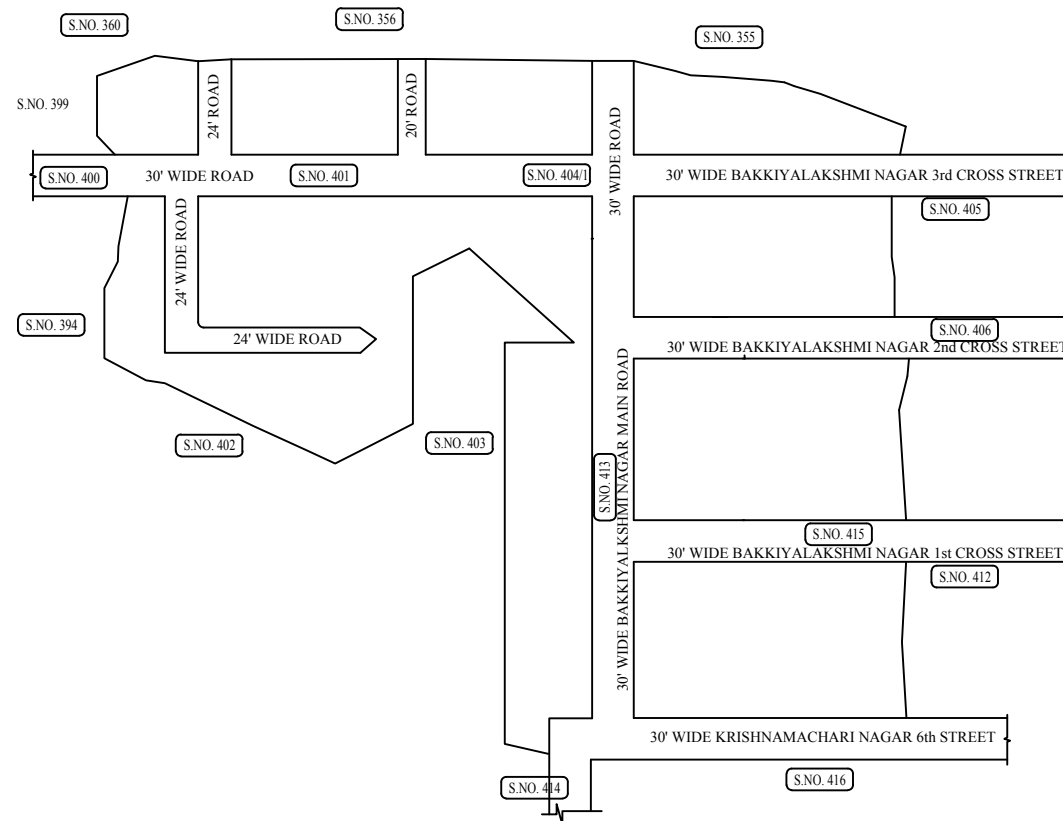 S.NO. 360
S.NO. 356
S.NO. 355
S.NO. 399
24' ROAD
20' ROAD
30' WIDE ROAD
S.NO. 400
30' WIDE ROAD
S.NO. 401
S.NO. 404/1
30' WIDE BAKKIYALAKSHMI NAGAR 3rd CROSS STREET
S.NO. 405
24' WIDE ROAD
S.NO. 394
24' WIDE ROAD
S.NO. 406
30' WIDE BAKKIYALAKSHMI NAGAR 2nd CROSS STREET
S.NO. 402
S.NO. 403
S.NO. 413
30' WIDE BAKKIYALKSHMI NAGAR MAIN ROAD
S.NO. 415
30' WIDE BAKKIYALAKSHMI NAGAR 1st CROSS STREET
S.NO. 412
30' WIDE KRISHNAMACHARI NAGAR 6th STREET
S.NO. 414
S.NO. 416